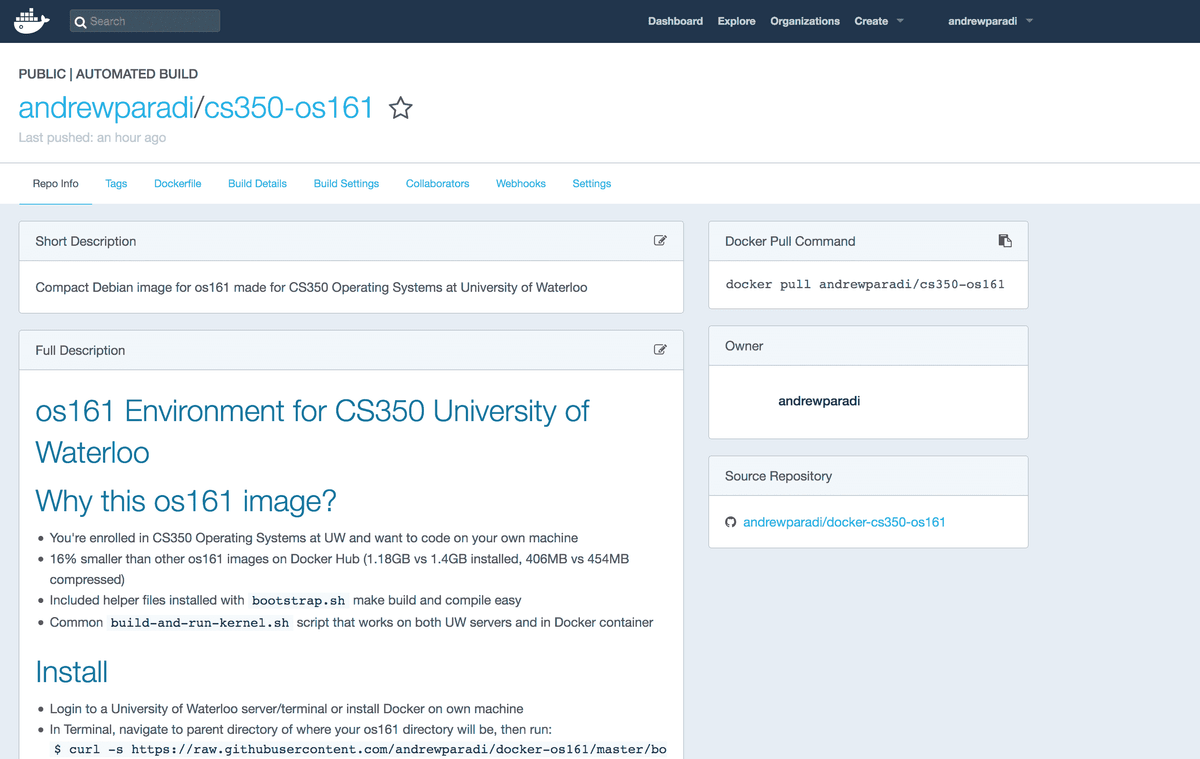 Search
Dashboard Explore Organizations Create andrewparadi
PUBLIC | AUTOMATED BUILD
andrewparadi/cs350-os161
Last pushed: an hour ago
Repo Info Tags Dockerfile Build Details Build Settings Collaborators Webhooks Settings
Short Description
Compact Debian image for os161 made for CS350 Operating Systems at University of Waterloo
Full Description
os161 Environment for CS350 University of
Waterloo
Why this os161 image?
• You're enrolled in CS350 Operating Systems at UW and want to code on your own machine
• 16% smaller than other os161 images on Docker Hub (1.18GB vs 1.4GB installed, 406MB vs 454MB
compressed)
• Included helper files installed with bootstrap.sh make build and compile easy
• Common build-and-run-kernel.sh script that works on both UW servers and in Docker container
Install
• Login to a University of Waterloo server/terminal or install Docker on own machine
• In Terminal, navigate to parent directory of where your os161 directory will be, then run:
$ curl -s https://raw.githubusercontent.com/andrewparadi/docker-os161/master/bo
Docker Pull Command
docker pull andrewparadi/cs350-os161
Owner
andrewparadi
Source Repository
andrewparadi/docker-cs350-os161